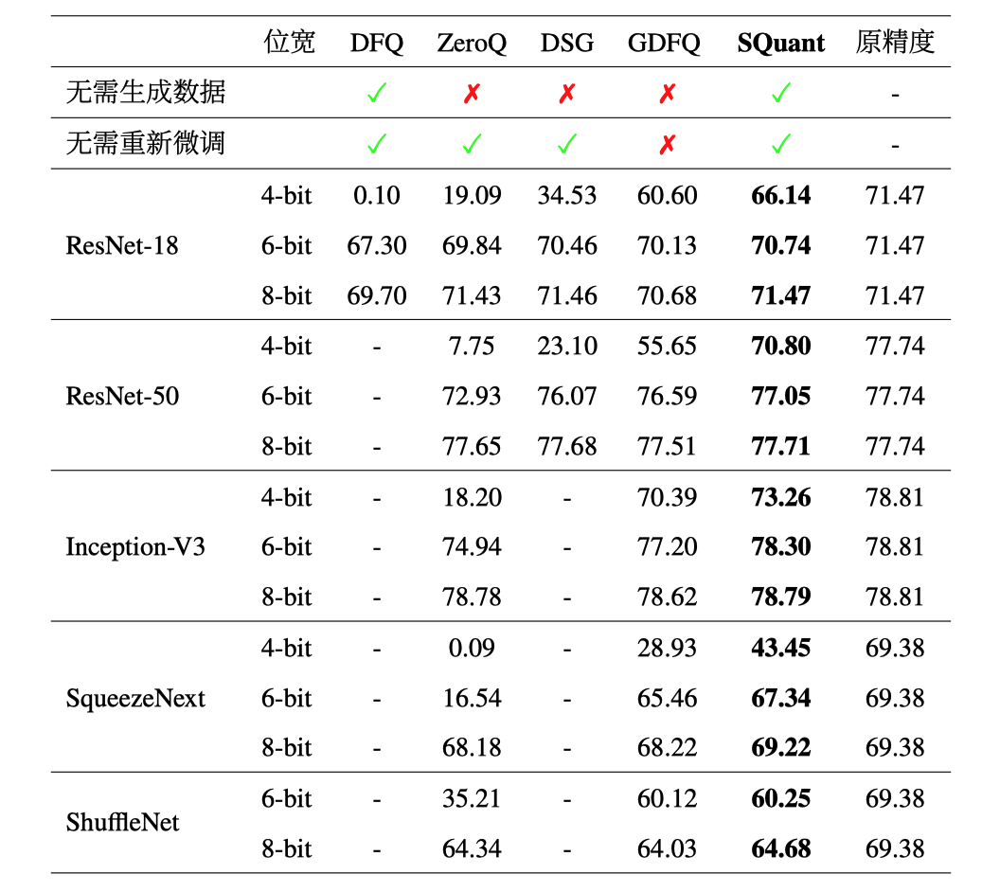 位宽 DFQ ZeroQ DSG GDFQ SQuant 原精度
无需生成数据 ✓ ✗ ✗ ✗ ✓ -
无需重新微调 ✓ ✓ ✓ ✗ ✓ -
4-bit 0.10 19.09 34.53 60.60 66.14 71.47
ResNet-18 6-bit 67.30 69.84 70.46 70.13 70.74 71.47
8-bit 69.70 71.43 71.46 70.68 71.47 71.47
4-bit - 7.75 23.10 55.65 70.80 77.74
ResNet-50 6-bit - 72.93 76.07 76.59 77.05 77.74
8-bit - 77.65 77.68 77.51 77.71 77.74
4-bit - 18.20 - 70.39 73.26 78.81
Inception-V3 6-bit - 74.94 - 77.20 78.30 78.81
8-bit - 78.78 - 78.62 78.79 78.81
4-bit - 0.09 - 28.93 43.45 69.38
SqueezeNext 6-bit - 16.54 - 65.46 67.34 69.38
8-bit - 68.18 - 68.22 69.22 69.38
6-bit - 35.21 - 60.12 60.25 69.38
ShuffleNet
8-bit - 64.34 - 64.03 64.68 69.38